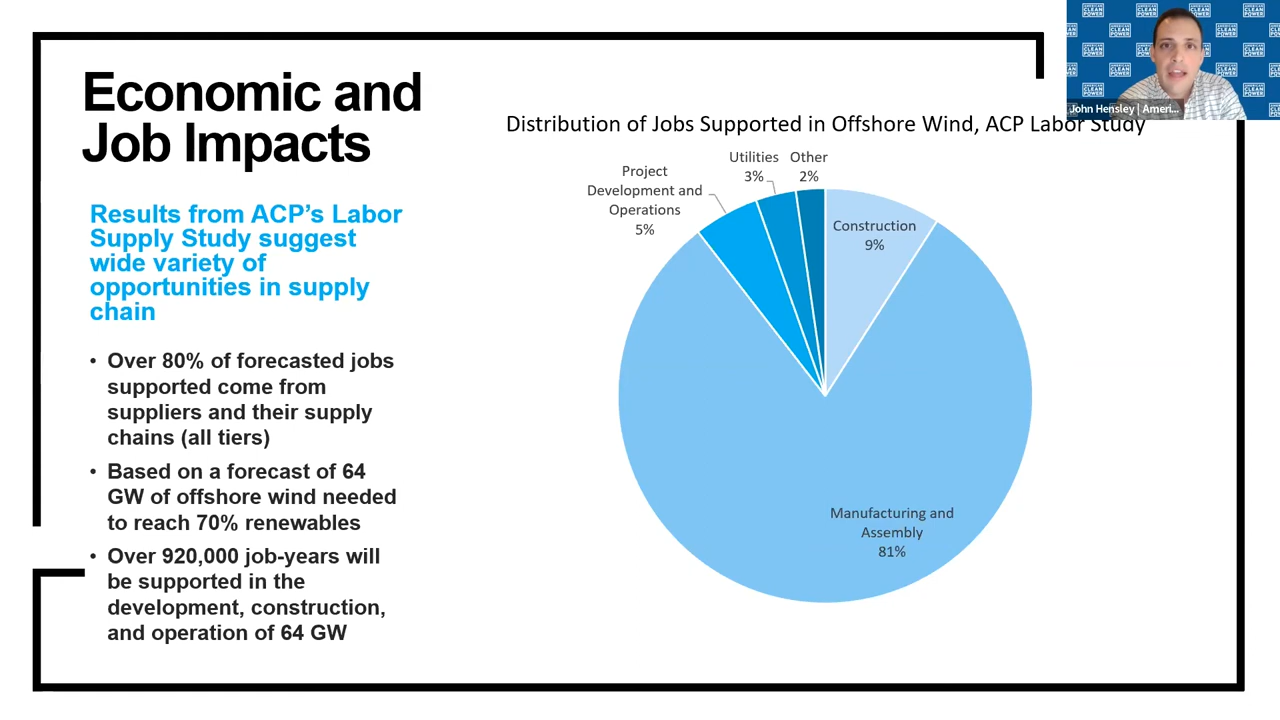 Economic and
Job Impacts
Results from ACP's Labor
Supply Study suggest
wide variety of
opportunities in supply
chain
• Over 80% of forecasted jobs
supported come from
suppliers and their supply
chains (all tiers)
• Based on a forecast of 64
GW of offshore wind needed
to reach 70% renewables
• Over 920,000 job-years will
be supported in the
development, construction,
and operation of 64 GW
Distribution of Jobs Supported in Offshore Wind, ACP Labor Study
Project
Development and
Operations
5%
Utilities
3%
Other
2%
Construction
9%
Manufacturing and
Assembly
81%
AMERICAN
CLEAN
POWER
John Hensley | Ameri...